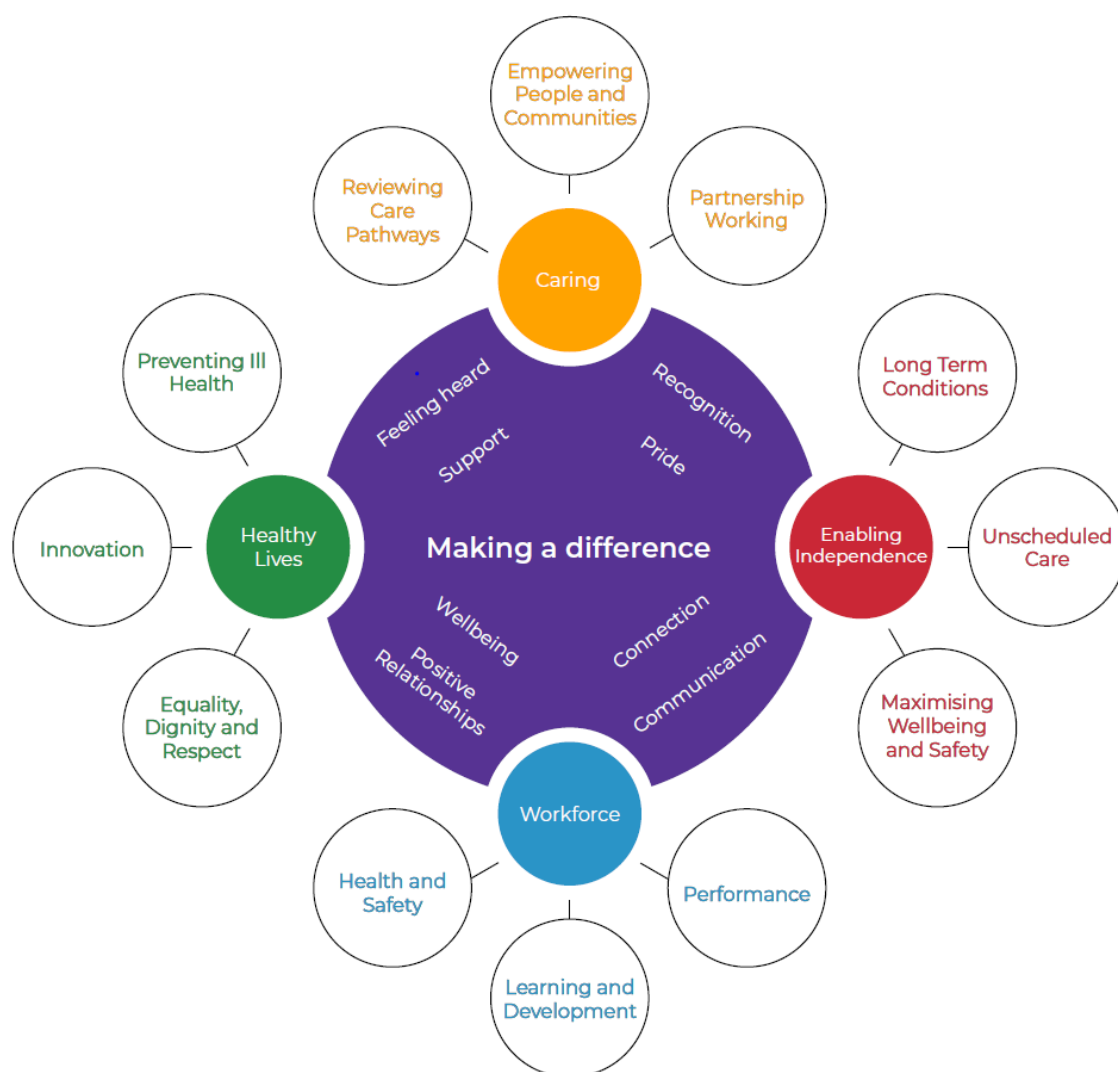 Empowering
People and
Communities
Reviewing
Care
Pathways
Partnership
Working
Caring
Preventing Ill
Health
Long Term
Conditions
Feeling heard
Support
Recognition
Pride
Innovation
Healthy
Lives
Making a difference
Enabling
Independence
Unscheduled
Care
Wellbeing
Positive
Relationships
Connection
Communication
Equality,
Dignity and
Respect
Maximising
Wellbeing
and Safety
Workforce
Health and
Safety
Performance
Learning and
Development